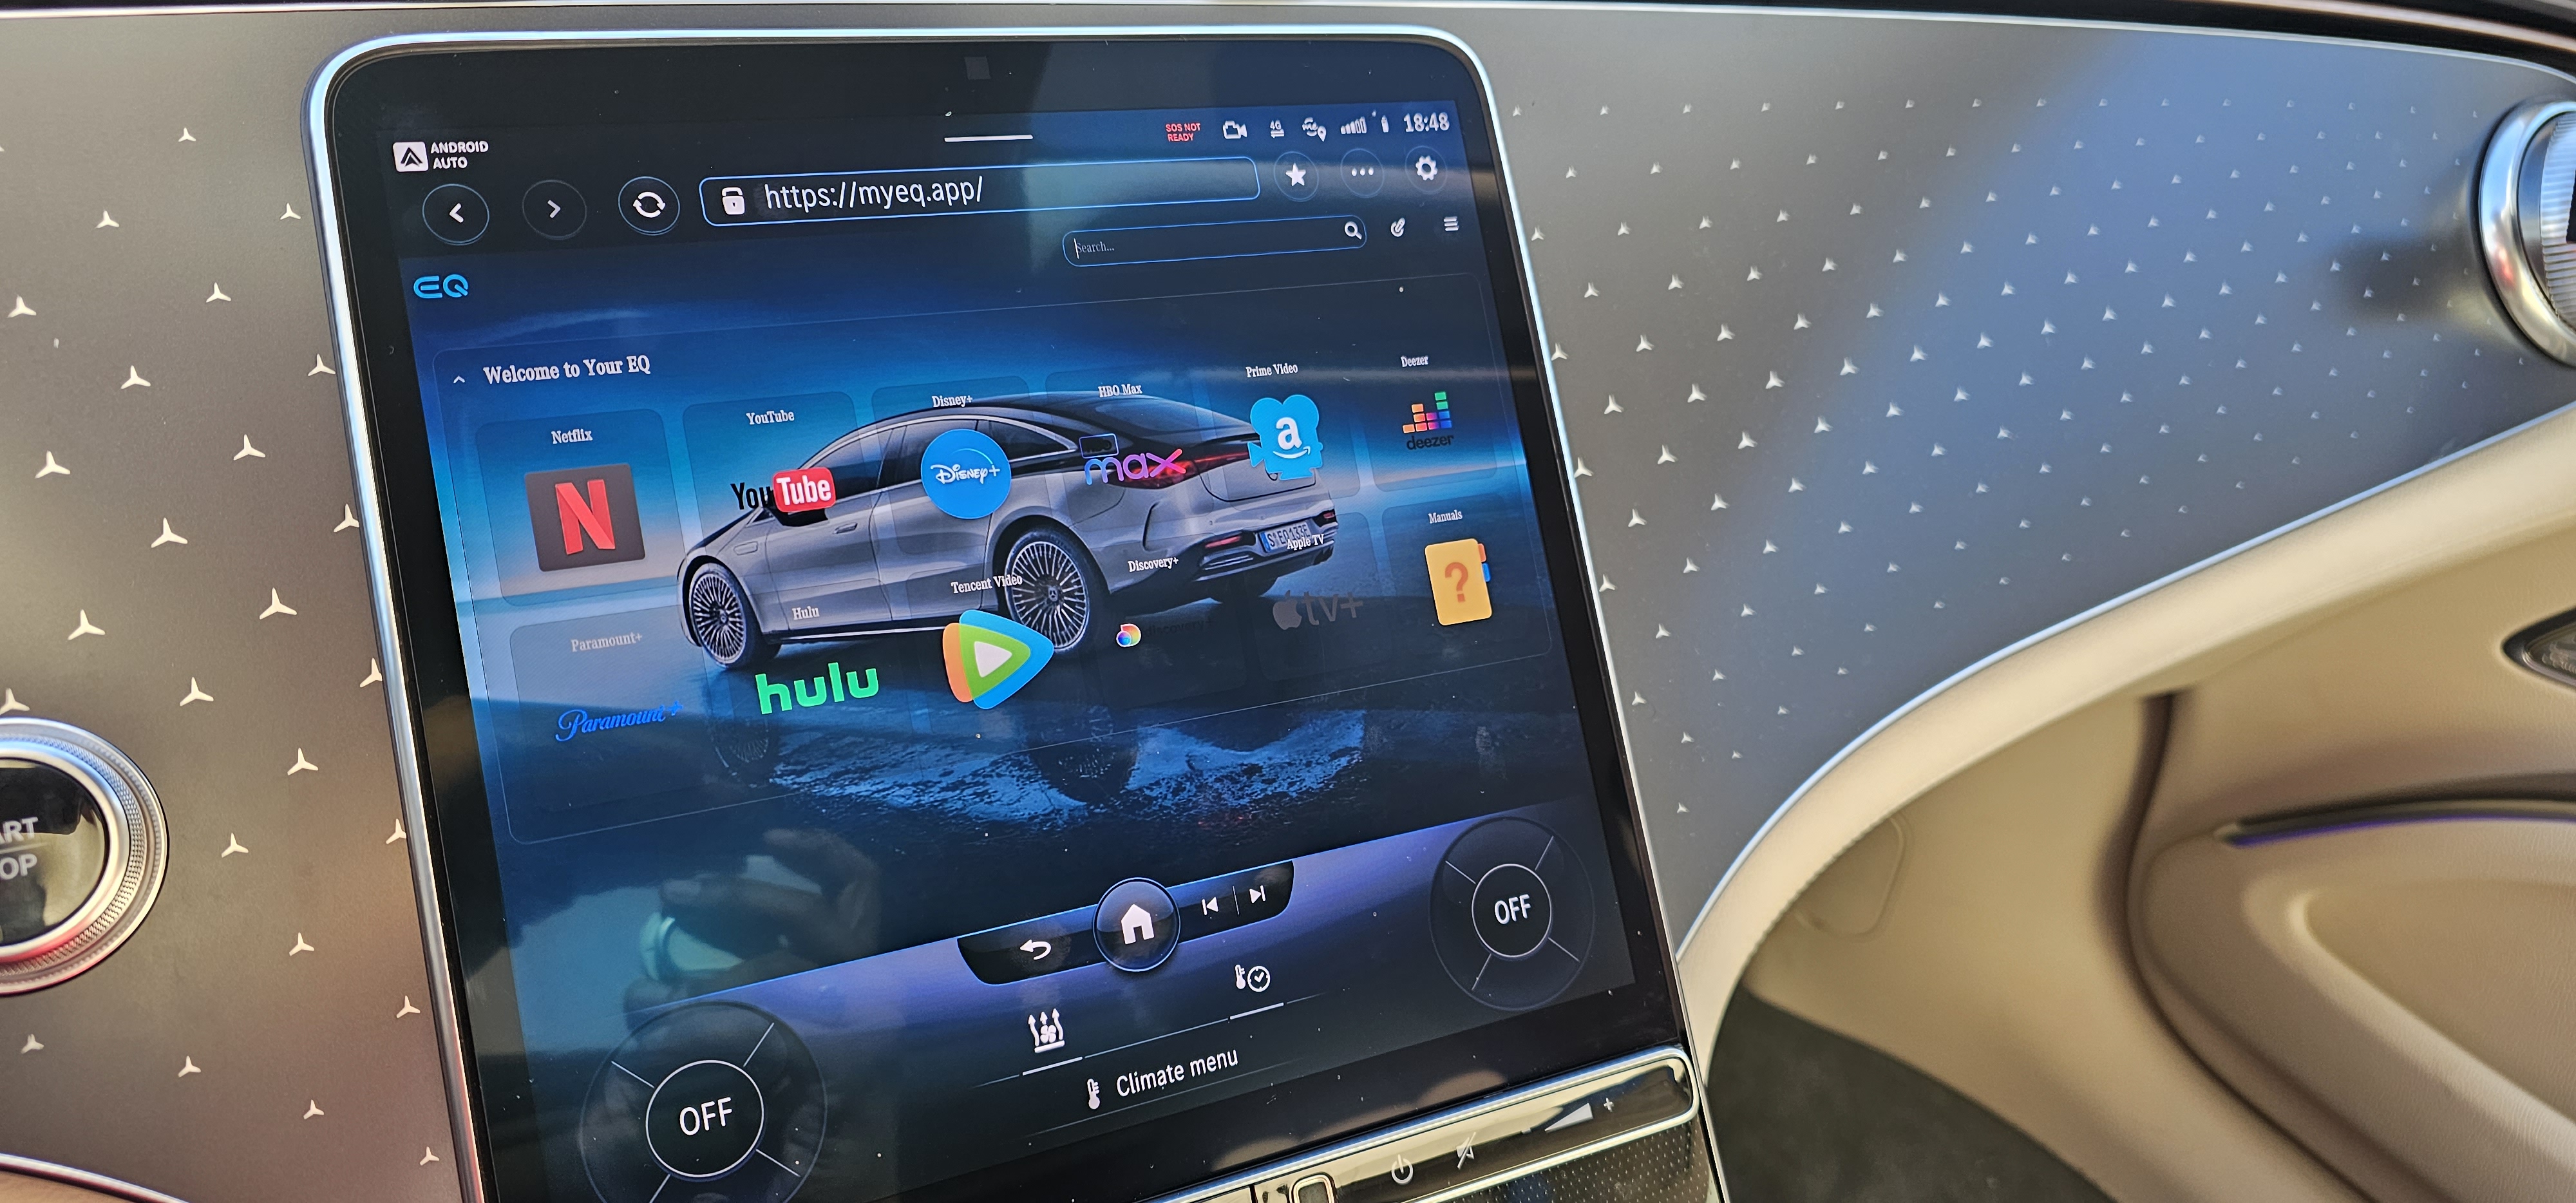 ANDROID
AUTO
SOS NOT
READY
4G
me
18:48
https://myeq.app/
Search...
EQ
Welcome to Your EQ
Netflix
YouTube
Disney+
HBO Max
Prime Video
Deezer
N
YouTube
Disney+
max
a
deezer
Paramount+
Hulu
Tencent Video
Discovery+
Apple TV
Manuals
Paramount+
hulu
tv+
?
OFF
OFF
Climate menu
ART
OP